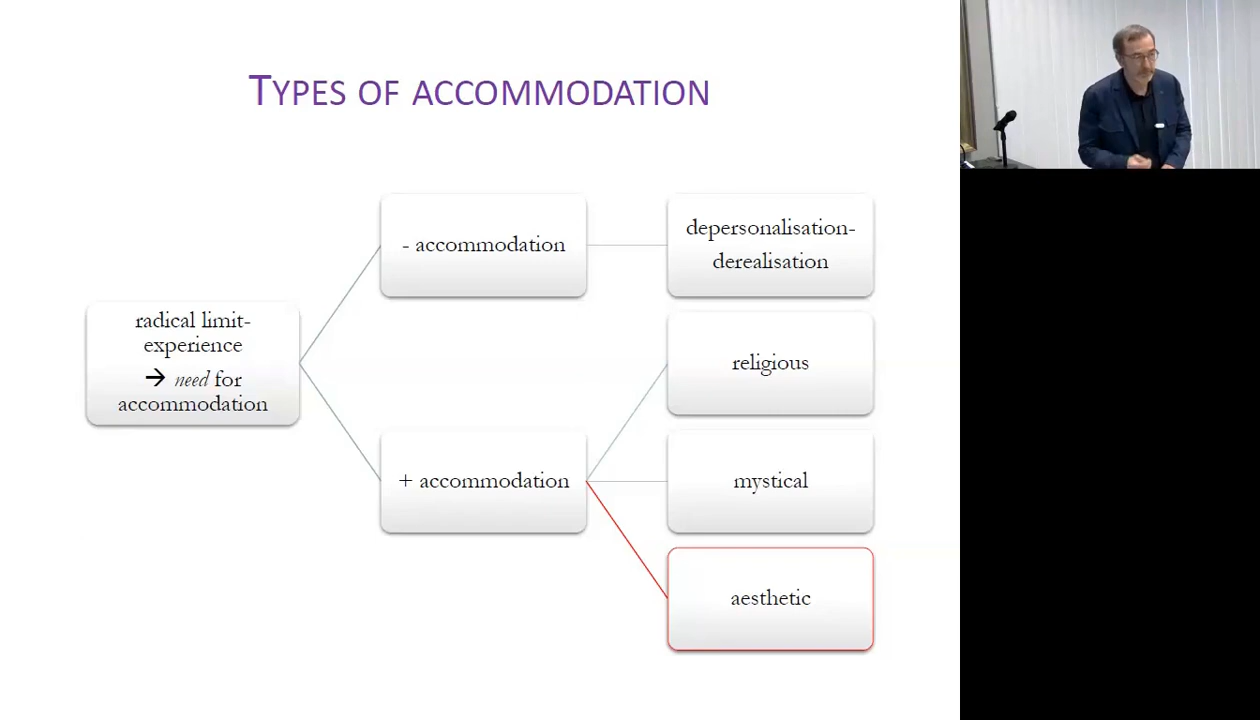 TYPES OF ACCOMMODATION
radical limit-
experience
→ need for
accommodation
- accommodation
+ accommodation
depersonalisation-
derealisation
religious
mystical
aesthetic